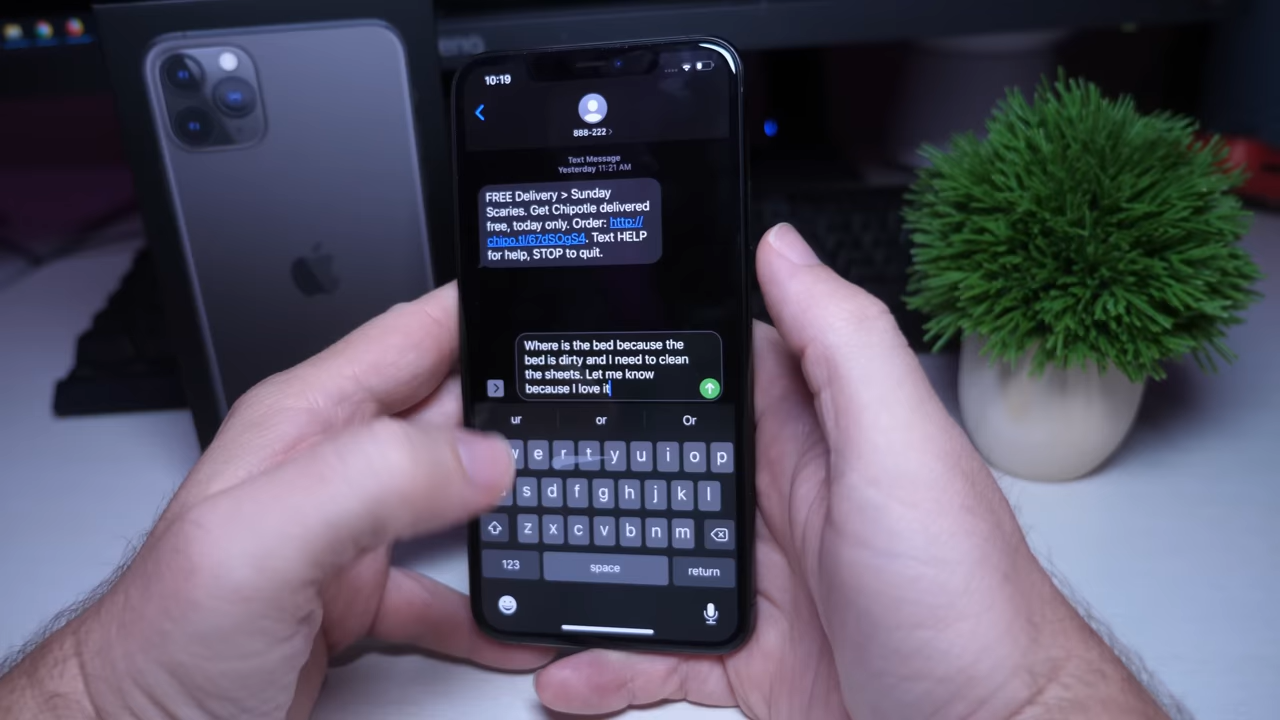 eno
10:19
888-222 >
Text Message
Yesterday 11:21 AM
FREE Delivery > Sunday
Scaries. Get Chipotle delivered
free, today only. Order: http://
chipo.tl/67dSOgS4. Text HELP
for help, STOP to quit.
Where is the bed because the
bed is dirty and I need to clean
the sheets. Let me know
because I love it
ur or Or
w e r t y u i o p
s d f g h j k l
z x c v b n m
123 space return